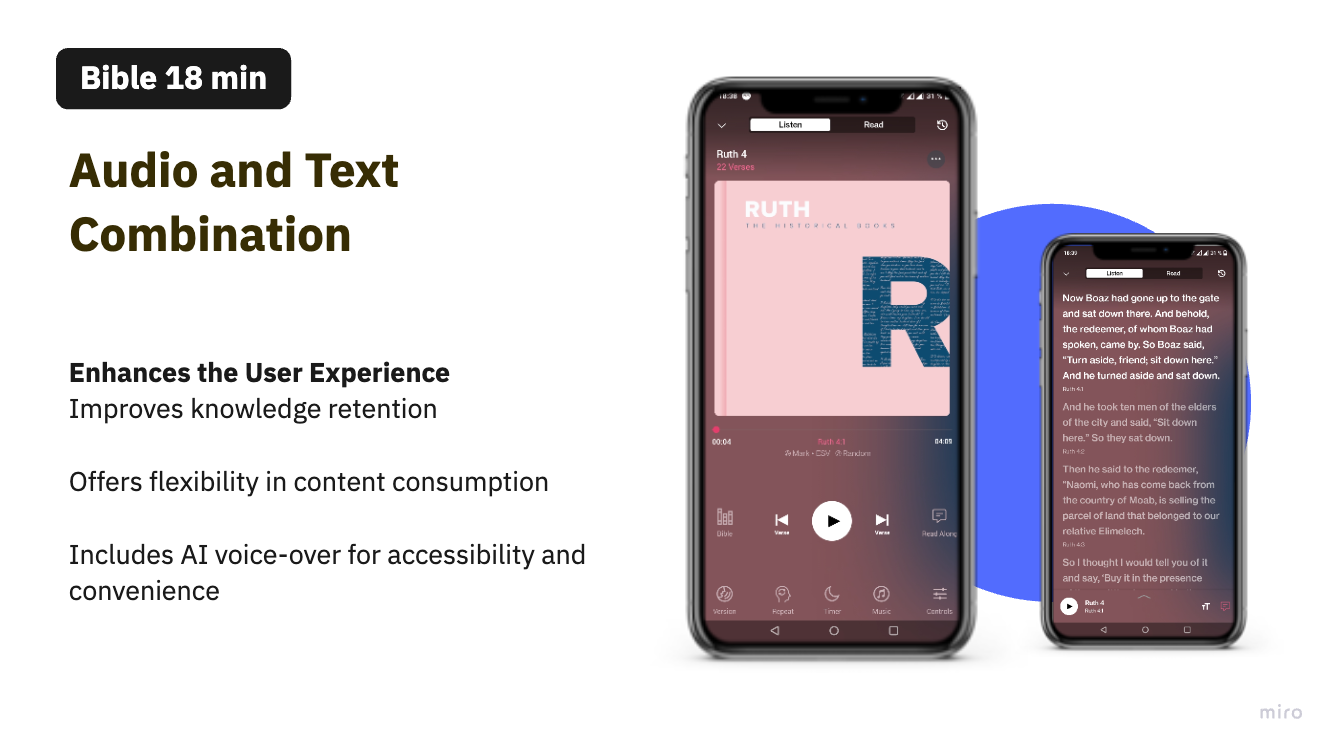 Bible 18 min
Audio and Text
Combination
Enhances the User Experience
Improves knowledge retention
Offers flexibility in content consumption
Includes AI voice-over for accessibility and
convenience
18:38 31 %
Listen Read
Ruth 4
22 Verses
RUTH
THE HISTORICAL BOOKS
R
00:04 Ruth 4:1 04:09
Mark • ESV Random
Bible Verse Verse Read Along
Version Repeat Timer Music Controls
18:39 31 %
Listen Read
Now Boaz had gone up to the gate
and sat down there. And behold,
the redeemer, of whom Boaz had
spoken, came by. So Boaz said,
“Turn aside, friend; sit down here.”
And he turned aside and sat down.
Ruth 4:1
And he took ten men of the elders
of the city and said, “Sit down
here.” So they sat down.
Ruth 4:2
Then he said to the redeemer,
“Naomi, who has come back from
the country of Moab, is selling the
parcel of land that belonged to our
relative Elimelech.
Ruth 4:3
So I thought I would tell you of it
and say, ‘Buy it in the presence
Ruth 4
Ruth 4:1
TT
miro